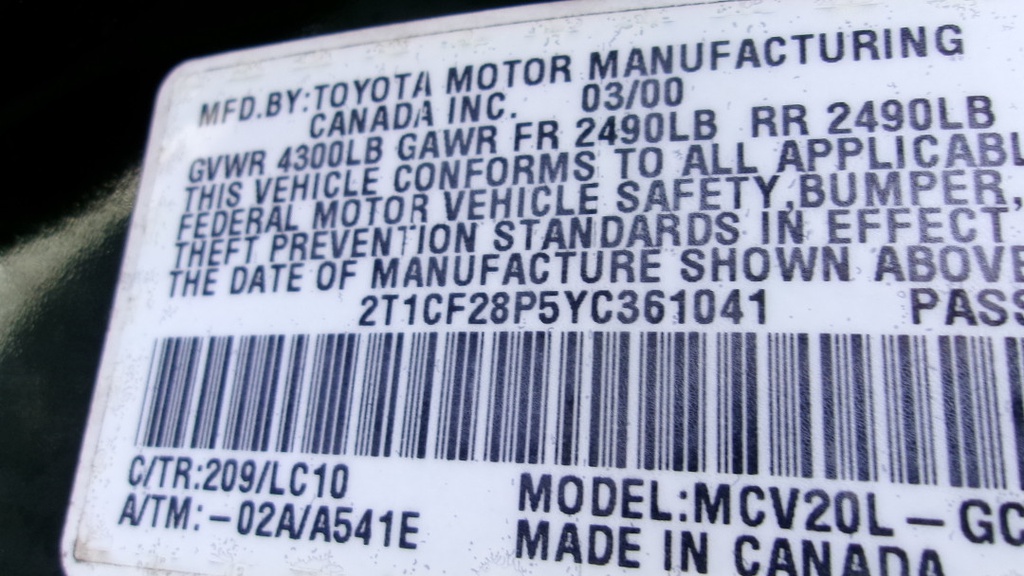 MFD.BY:TOYOTA MOTOR MANUFACTURING
CANADA INC. 03/00
GVWR 4300LB GAWR FR 2490LB RR 2490LB
THIS VEHICLE CONFORMS TO ALL APPLICABL
FEDERAL MOTOR VEHICLE SAFETY,BUMPER,
THEFT PREVENTION STANDARDS IN EFFECT
THE DATE OF MANUFACTURE SHOWN ABOVE
2T1CF28P5YC361041 PASS
C/TR:209/LC10
A/TM:-02A/A541E
MODEL:MCV20L-GC
MADE IN CANADA